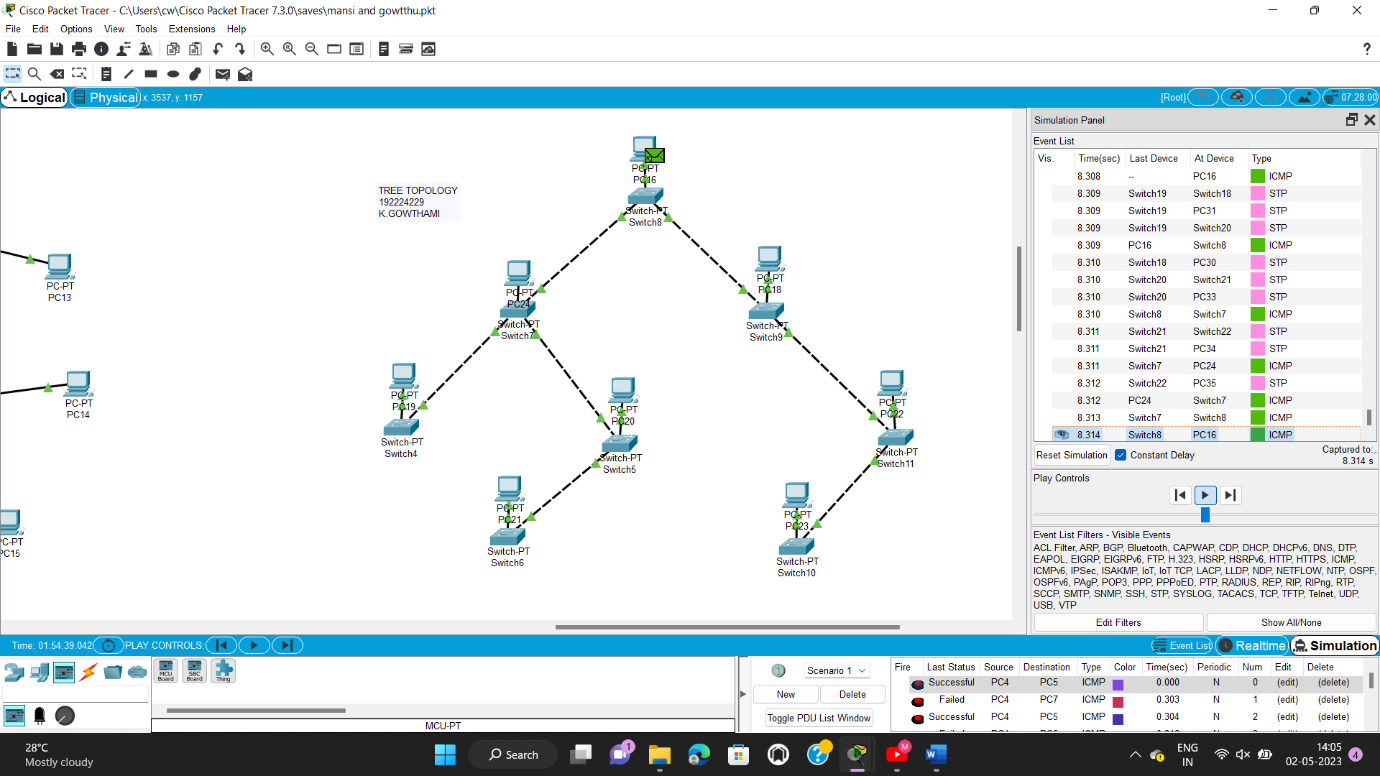 Cisco Packet Tracer - C:\Users\cw\Cisco Packet Tracer 7.3.0\saves\mansi and gowtthu.pkt
File Edit Options View Tools Extensions Help
Logical Physical x: 3537, y: 1157 [Root] 07:28:00
TREE TOPOLOGY
192224229
K.GOWTHAMI
PC-PT
PC16
Switch-PT
Switch8
PC-PT
PC13
PC-PT
PC24
Switch-PT
Switch7
PC-PT
PC18
Switch-PT
Switch9
PC-PT
PC14
PC-PT
PC19
Switch-PT
Switch4
PC-PT
PC20
Switch-PT
Switch5
PC-PT
PC22
Switch-PT
Switch11
PC-PT
PC15
PC-PT
PC21
Switch-PT
Switch6
PC-PT
PC23
Switch-PT
Switch10
Simulation Panel
Event List
Vis. Time(sec) Last Device At Device Type
8.308 -- PC16 ICMP
8.309 Switch19 Switch18 STP
8.309 Switch19 PC31 STP
8.309 Switch19 Switch20 STP
8.309 PC16 Switch8 ICMP
8.310 Switch18 PC30 STP
8.310 Switch20 Switch21 STP
8.310 Switch20 PC33 STP
8.310 Switch8 Switch7 ICMP
8.311 Switch21 Switch22 STP
8.311 Switch21 PC34 STP
8.311 Switch7 PC24 ICMP
8.312 Switch22 PC35 STP
8.312 PC24 Switch7 ICMP
8.313 Switch7 Switch8 ICMP
8.314 Switch8 PC16 ICMP
Reset Simulation Constant Delay Captured to:
8.314 s
Play Controls
Event List Filters - Visible Events
ACL Filter, ARP, BGP, Bluetooth, CAPWAP, CDP, DHCP, DHCPv6, DNS, DTP,
EAPOL, EIGRP, EIGRPv6, FTP, H.323, HSRP, HSRPv6, HTTP, HTTPS, ICMP,
ICMPv6, IPSec, ISAKMP, IoT, IoT TCP, LACP, LLDP, NDP, NETFLOW, NTP, OSPF,
OSPFv6, PAgP, POP3, PPP, PPPoED, PTP, RADIUS, REP, RIP, RIPng, RTP,
SCCP, SMTP, SNMP, SSH, STP, SYSLOG, TACACS, TCP, TFTP, Telnet, UDP,
USB, VTP
Edit Filters Show All/None
Time: 01:54:39.042 PLAY CONTROLS: Event List Realtime Simulation
MCU Board SBC Board Thing
MCU-PT
Scenario 1
New Delete
Toggle PDU List Window
Fire Last Status Source Destination Type Color Time(sec) Periodic Num Edit Delete
Successful PC4 PC5 ICMP 0.000 N 0 (edit) (delete)
Failed PC4 PC7 ICMP 0.303 N 1 (edit) (delete)
Successful PC4 PC5 ICMP 0.304 N 2 (edit) (delete)
28°C
Mostly cloudy
Search
1
M
ENG
IN
14:05
02-05-2023
4